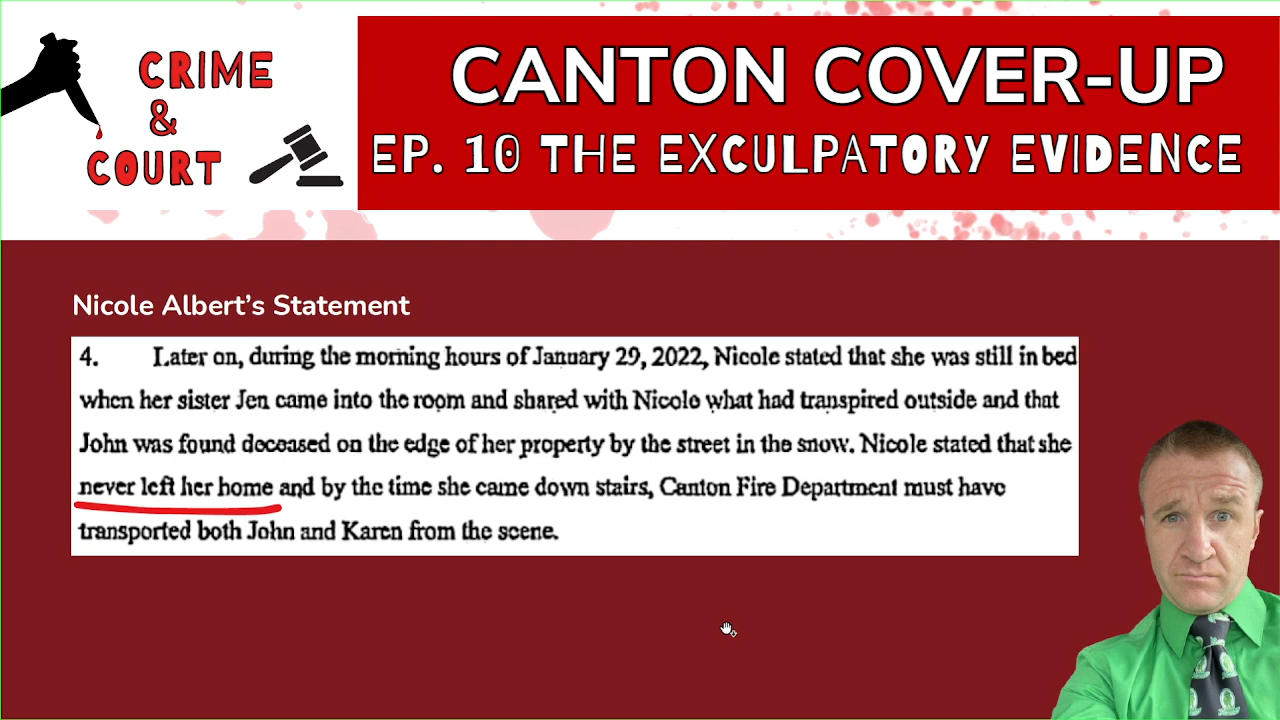 CRIME
&
COURT
CANTON COVER-UP
EP. 10 THE EXCULPATORY EVIDENCE
Nicole Albert's Statement
4. Later on, during the morning hours of January 29, 2022, Nicole stated that she was still in bed
when her sister Jen came into the room and shared with Nicole what had transpired outside and that
John was found deceased on the edge of her property by the street in the snow. Nicole stated that she
never left her home and by the time she came down stairs, Canton Fire Department must have
transported both John and Karen from the scene.